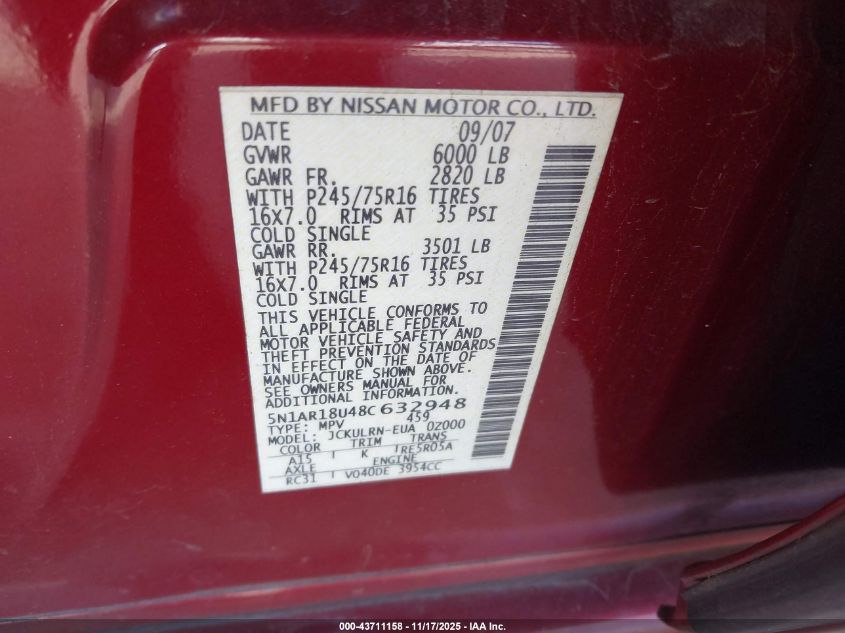 MFD BY NISSAN MOTOR CO., LTD.
DATE 09/07
GVWR 6000 LB
GAWR FR. 2820 LB
WITH P245/75R16 TIRES
16X7.0 RIMS AT 35 PSI
COLD SINGLE
GAWR RR. 3501 LB
WITH P245/75R16 TIRES
16X7.0 RIMS AT 35 PSI
COLD SINGLE
THIS VEHICLE CONFORMS TO
ALL APPLICABLE FEDERAL
MOTOR VEHICLE SAFETY AND
THEFT PREVENTION STANDARDS
IN EFFECT ON THE DATE OF
MANUFACTURE SHOWN ABOVE.
SEE OWNERS MANUAL FOR
ADDITIONAL INFORMATION.
5N1AR18U48C632948
TYPE: MPV 459
MODEL: JCKULRN-EUA 0Z000
COLOR TRIM TRANS
A15 K RE5R05A
AXLE ENGINE
RC31 VQ40DE 3954CC
000-43711158 - 11/17/2025 - IAA Inc.